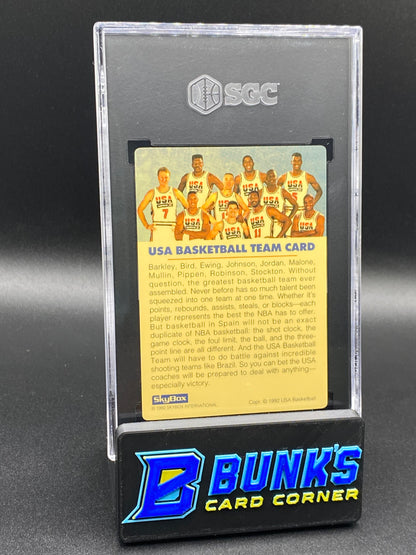 SGC
USA USA USA USA
7
11
USA BASKETBALL TEAM CARD
Barkley, Bird, Ewing, Johnson, Jordan, Malone,
Mullin, Pippen, Robinson, Stockton. Without
question, the greatest basketball team ever
assembled. Never before has so much talent been
squeezed into one team at one time. Whether it's
points, rebounds, assists, steals, or blocks—each
player represents the best the NBA has to offer.
But basketball in Spain will not be an exact
duplicate of NBA basketball: the shot clock, the
game clock, the foul limit, the ball, and the three-
point line are all different. And the USA Basketball
Team will have to do battle against incredible
shooting teams like Brazil. So you can bet the USA
coaches will be prepared to deal with anything—
especially victory.
SkyBox
© 1992 SKYBOX INTERNATIONAL
Copr. © 1992 USA Basketball
B BUNK'S
CARD CORNER